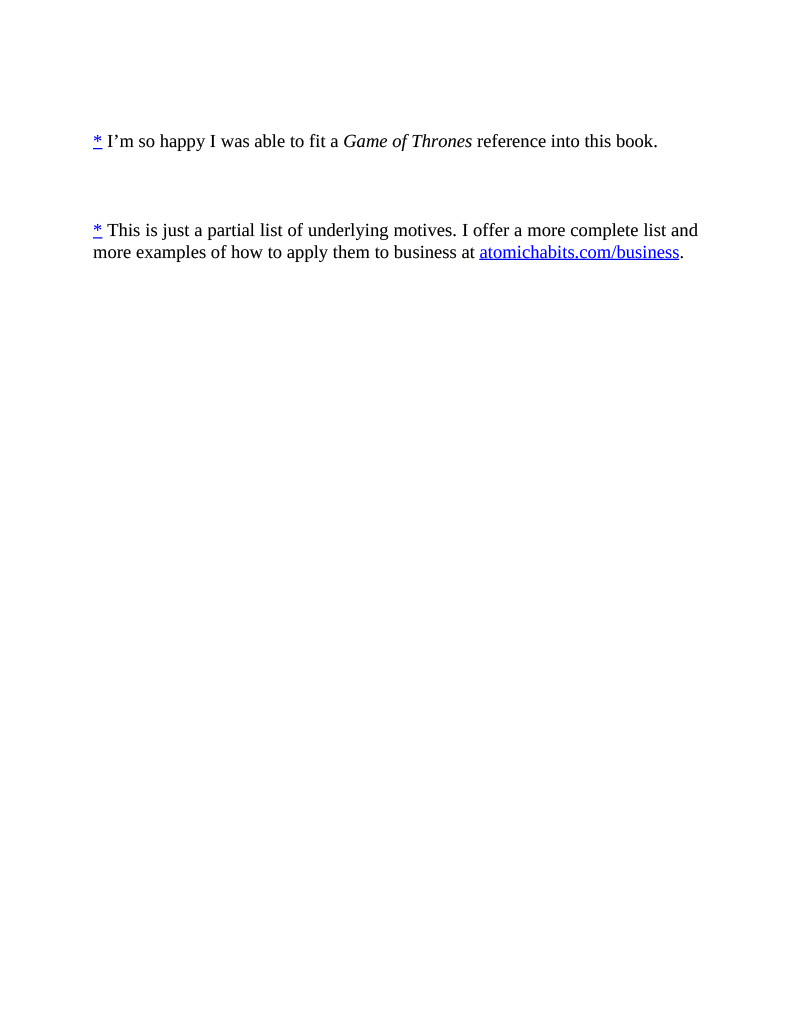 * I’m so happy I was able to fit a Game of Thrones reference into this book.
* This is just a partial list of underlying motives. I offer a more complete list and
more examples of how to apply them to business at atomichabits.com/business.